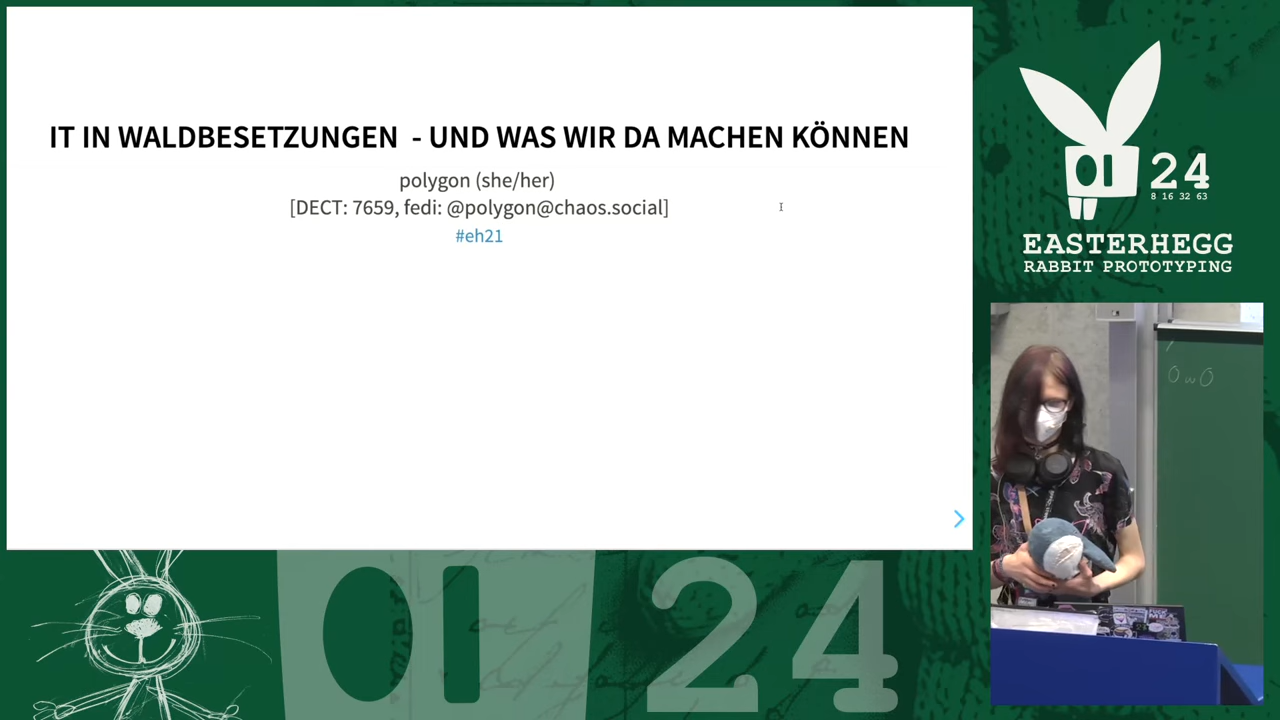 IT IN WALDBESETZUNGEN - UND WAS WIR DA MACHEN KÖNNEN
polygon (she/her)
[DECT: 7659, fedi: @polygon@chaos.social]
#eh21
24
8 16 32 63
EASTERHEGG
RABBIT PROTOTYPING
OwO
24